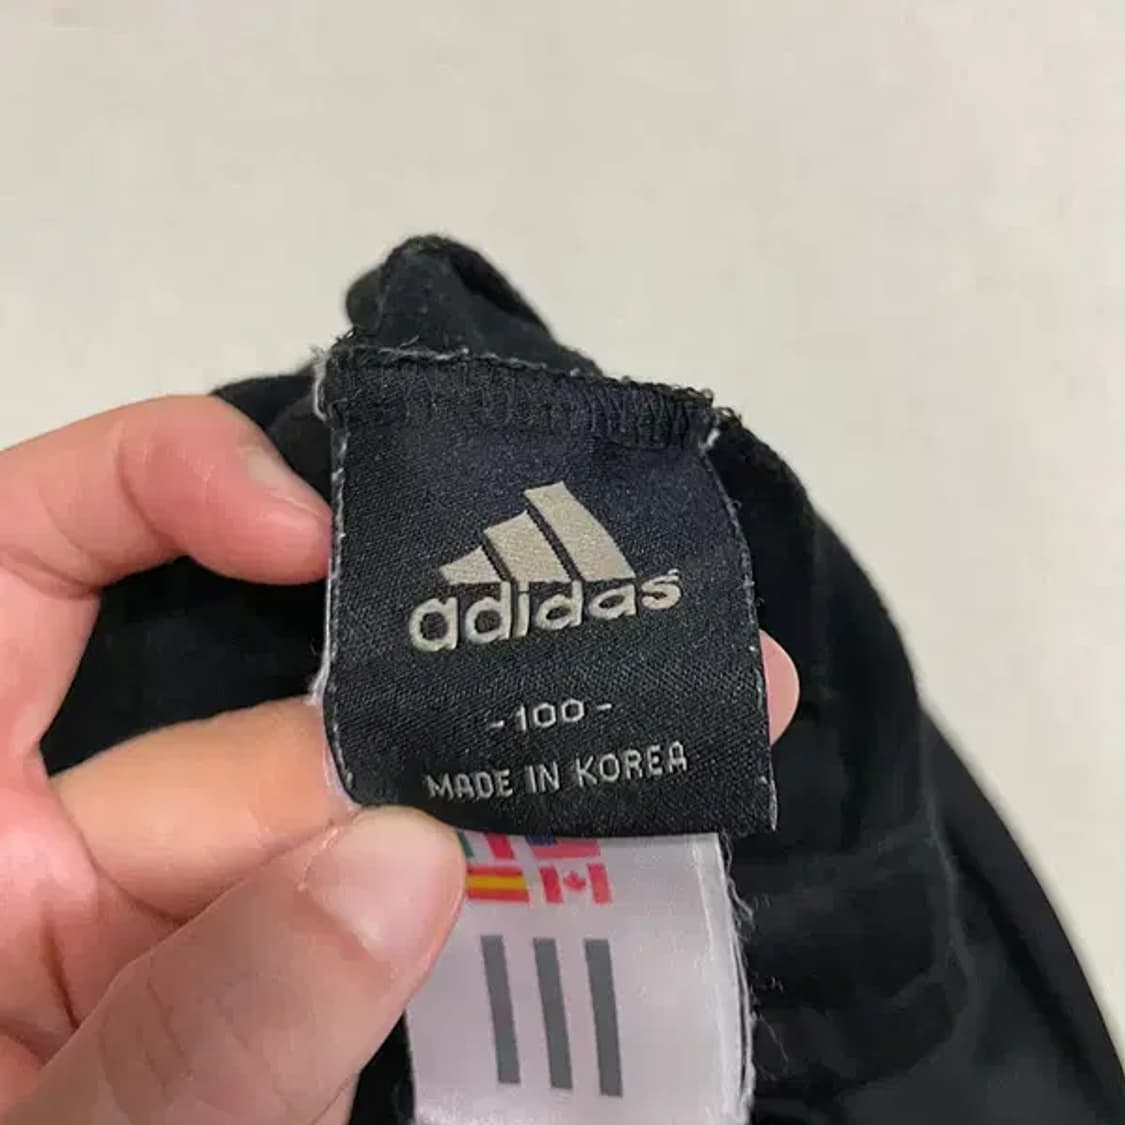 adidas
- 100 -
MADE IN KOREA